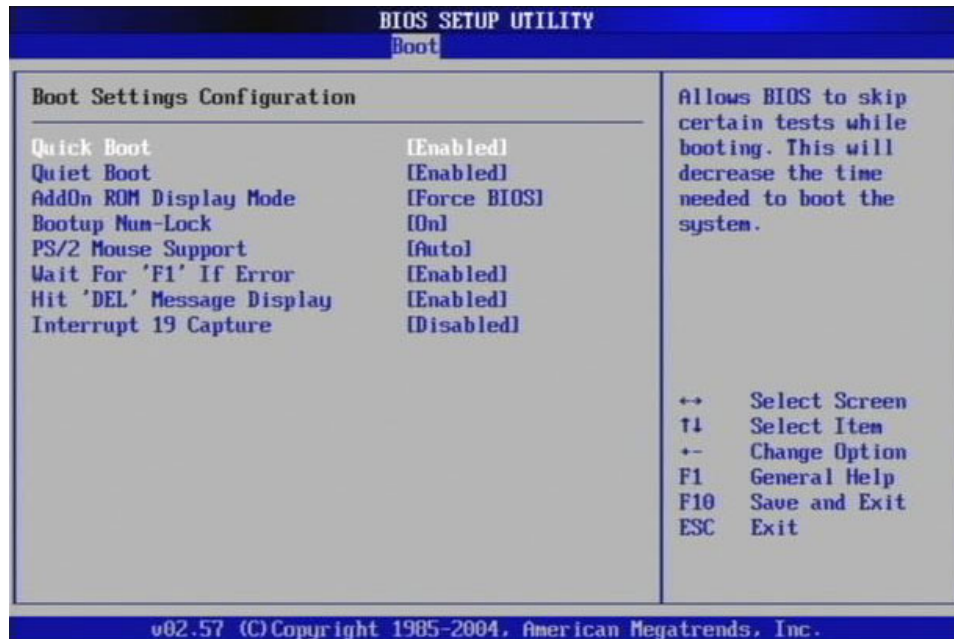 BIOS SETUP UTILITY
Boot
Boot Settings Configuration
Quick Boot [Enabled]
Quiet Boot [Enabled]
AddOn ROM Display Mode [Force BIOS]
Bootup Num-Lock [On]
PS/2 Mouse Support [Auto]
Wait For 'F1' If Error [Enabled]
Hit 'DEL' Message Display [Enabled]
Interrupt 19 Capture [Disabled]
Allows BIOS to skip
certain tests while
booting. This will
decrease the time
needed to boot the
system.
↔ Select Screen
↑↓ Select Item
+- Change Option
F1 General Help
F10 Save and Exit
ESC Exit
v02.57 (C)Copyright 1985-2004, American Megatrends, Inc.